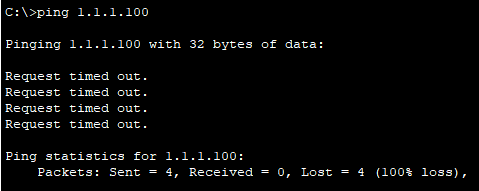 C:\>ping 1.1.1.100
Pinging 1.1.1.100 with 32 bytes of data:
Request timed out.
Request timed out.
Request timed out.
Request timed out.
Ping statistics for 1.1.1.100:
    Packets: Sent = 4, Received = 0, Lost = 4 (100% loss),